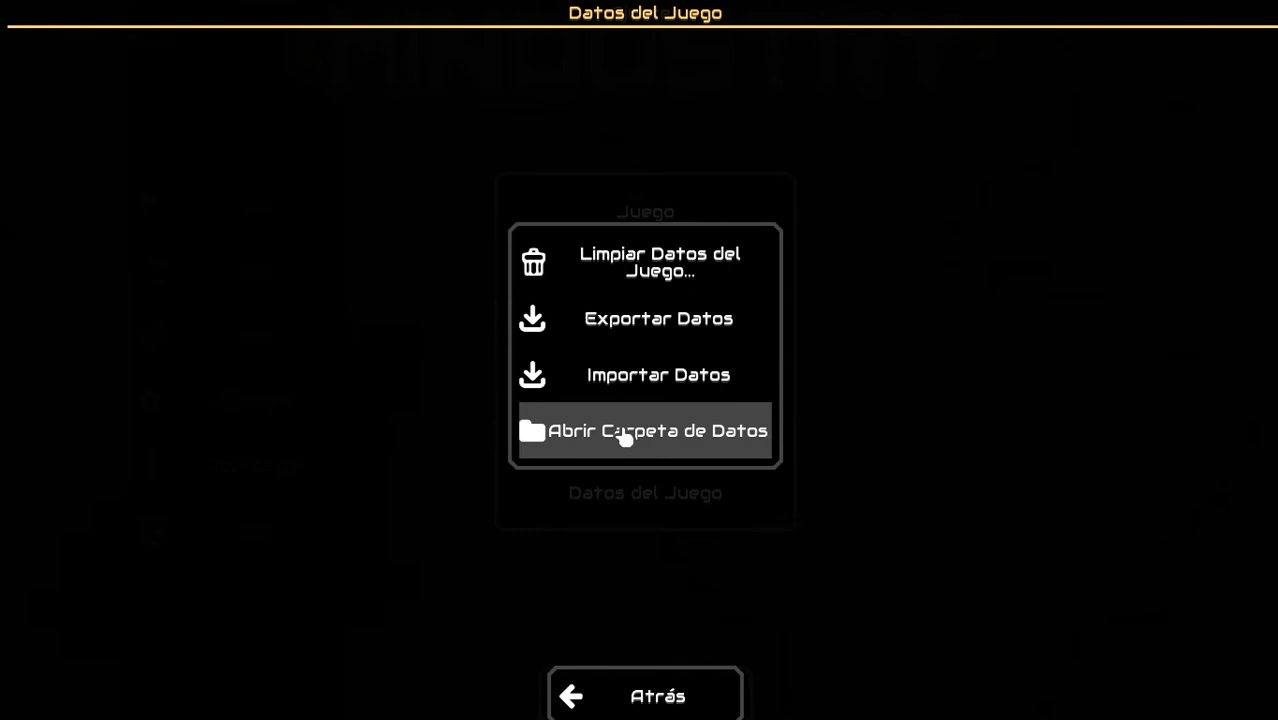 Datos del Juego
Juego
Limpiar Datos del
Juego...
Exportar Datos
Importar Datos
Abrir Carpeta de Datos
Datos del Juego
Atrás